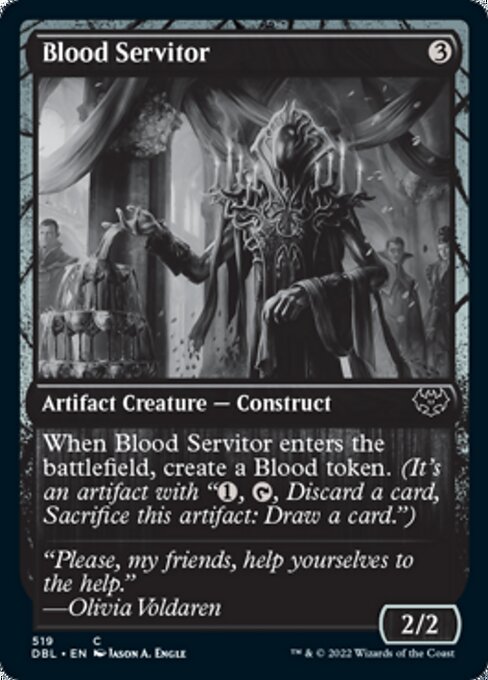 Blood Servitor 3
Artifact Creature — Construct
When Blood Servitor enters the
battlefield, create a Blood token. (It's
an artifact with “1, T, Discard a card,
Sacrifice this artifact: Draw a card.”)
“Please, my friends, help yourselves to
the help.”
—Olivia Voldaren
2/2
519 C
DBL • EN Jason A. Engle
™ & © 2022 Wizards of the Coast